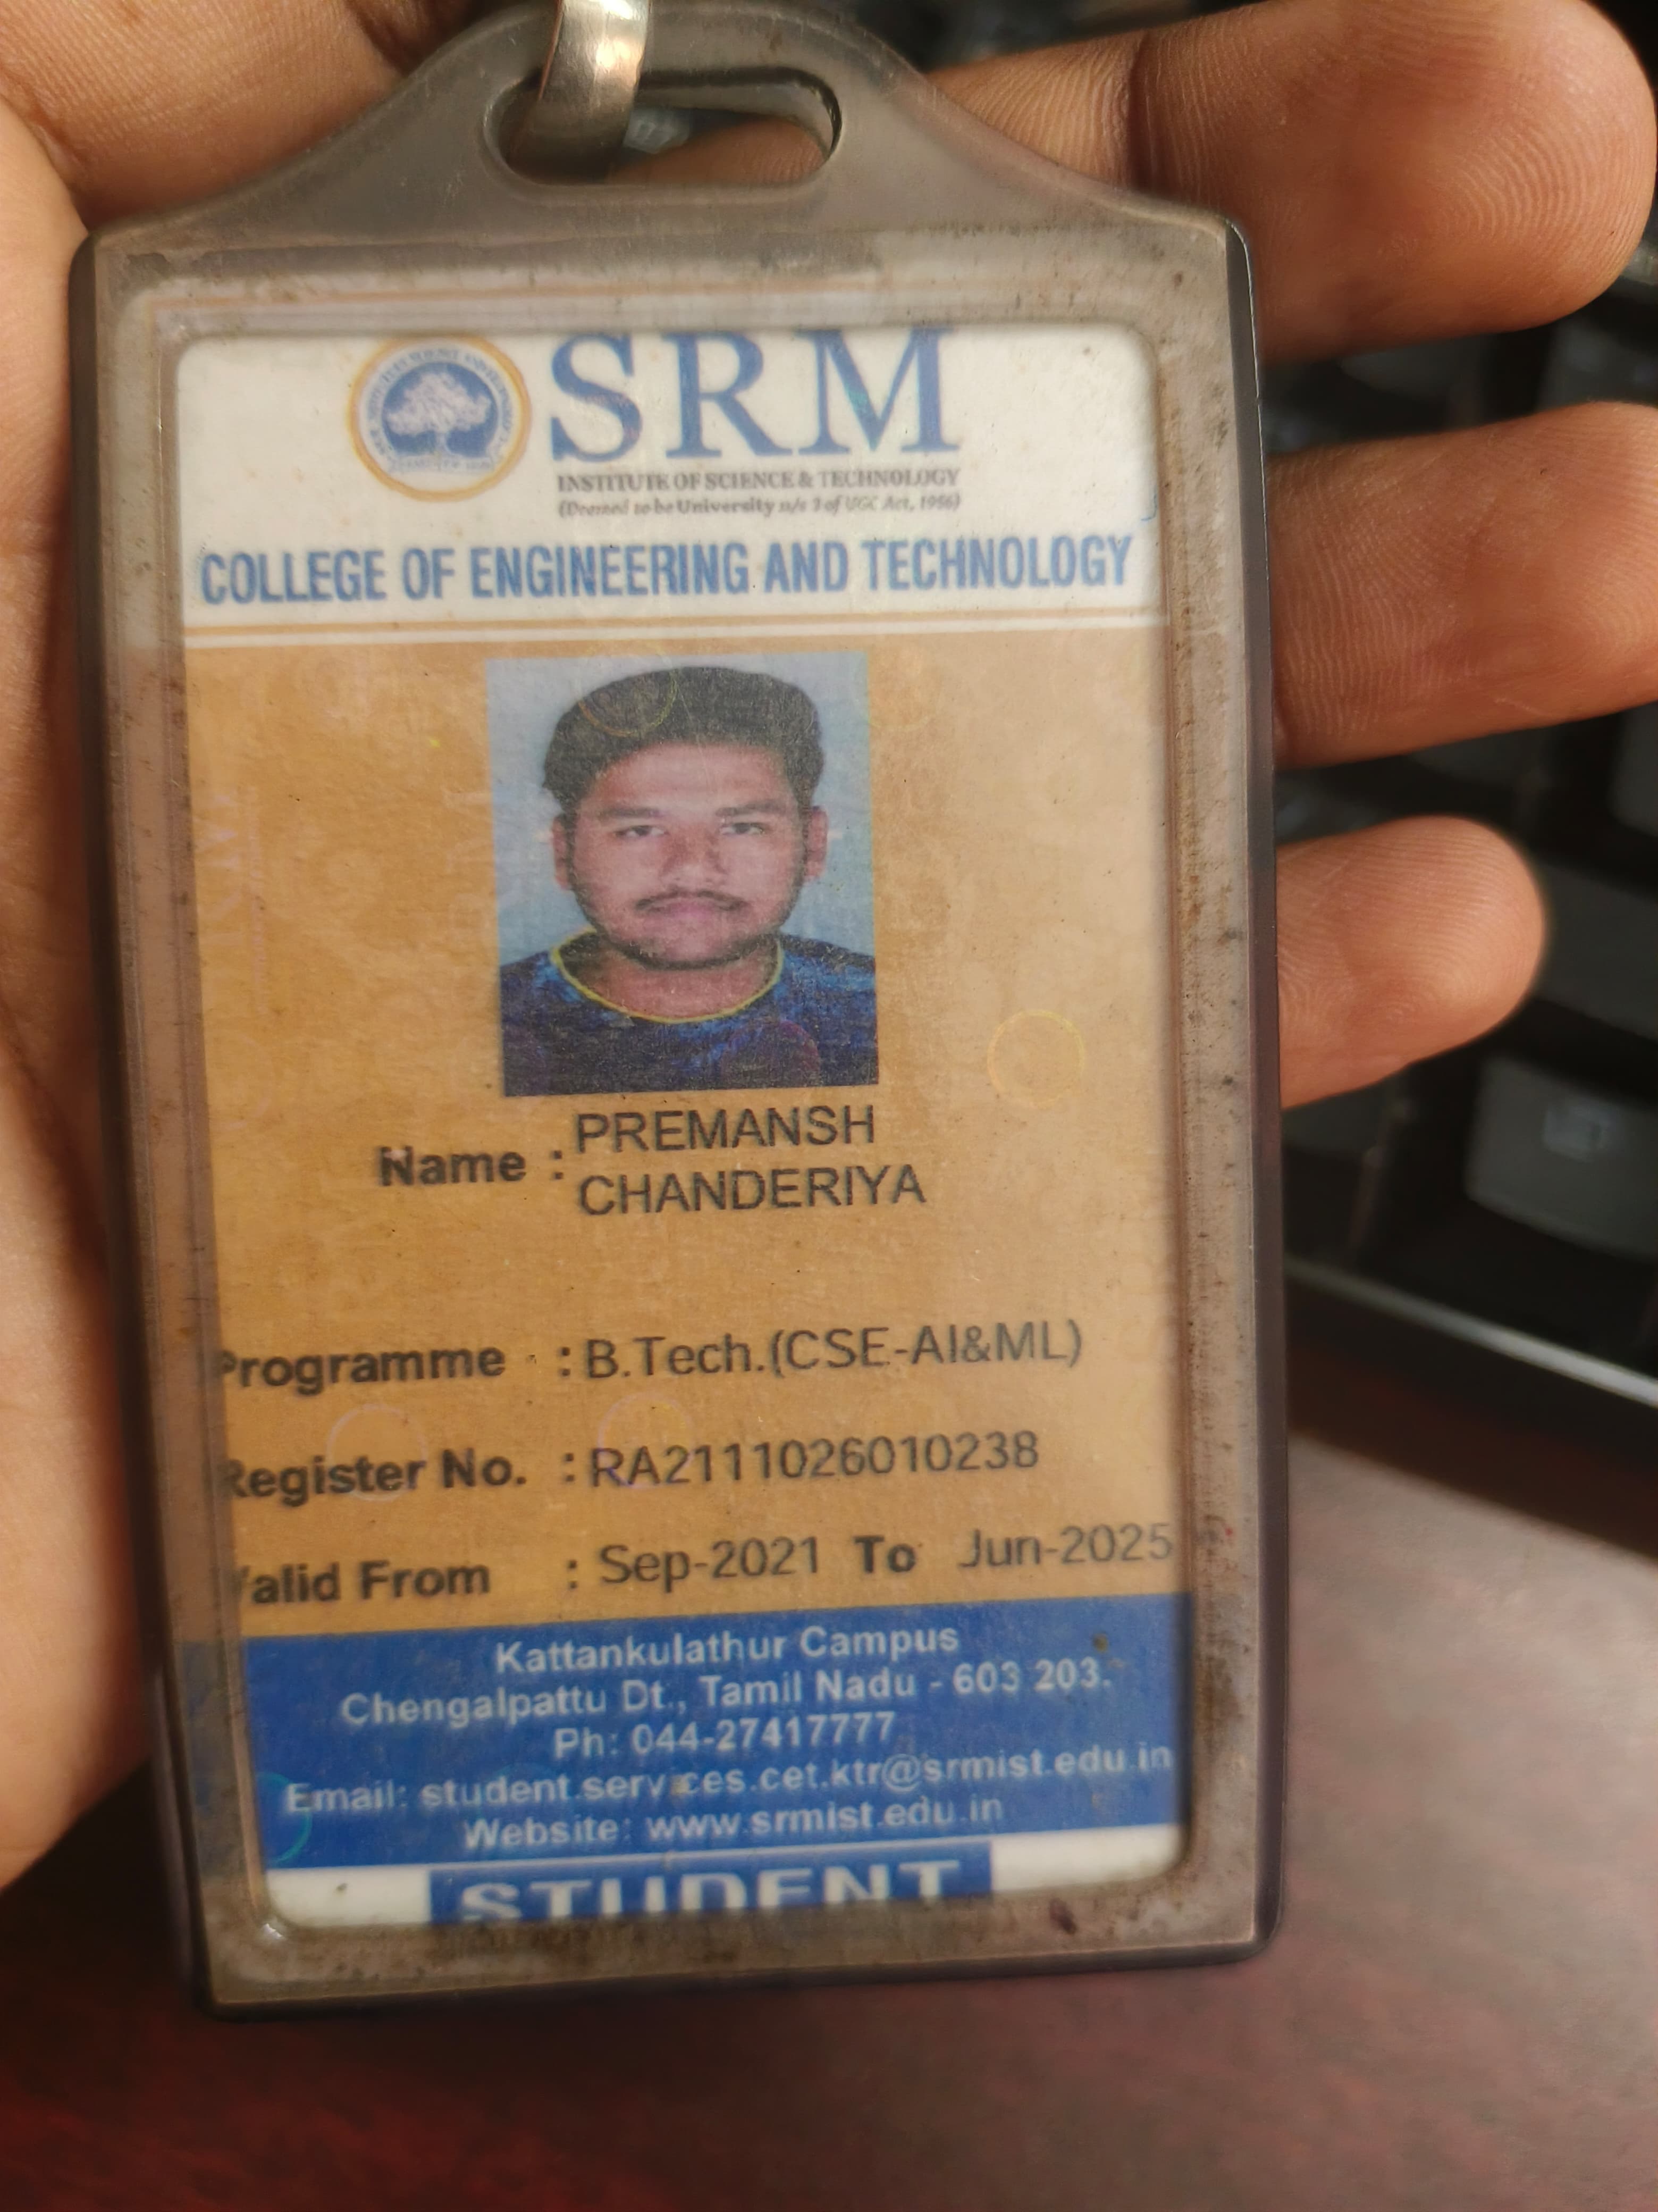 SRM
INSTITUTE OF SCIENCE & TECHNOLOGY
(Deemed to be University u/s 3 of UGC Act, 1956)
COLLEGE OF ENGINEERING AND TECHNOLOGY
Name : PREMANSH
CHANDERIYA
Programme : B.Tech.(CSE-AI&ML)
Register No. : RA2111026010238
Valid From : Sep-2021 To Jun-2025
Kattankulathur Campus
Chengalpattu Dt., Tamil Nadu - 603 203.
Ph: 044-27417777
Email: student.services.cet.ktr@srmist.edu.in
Website: www.srmist.edu.in
STUDENT